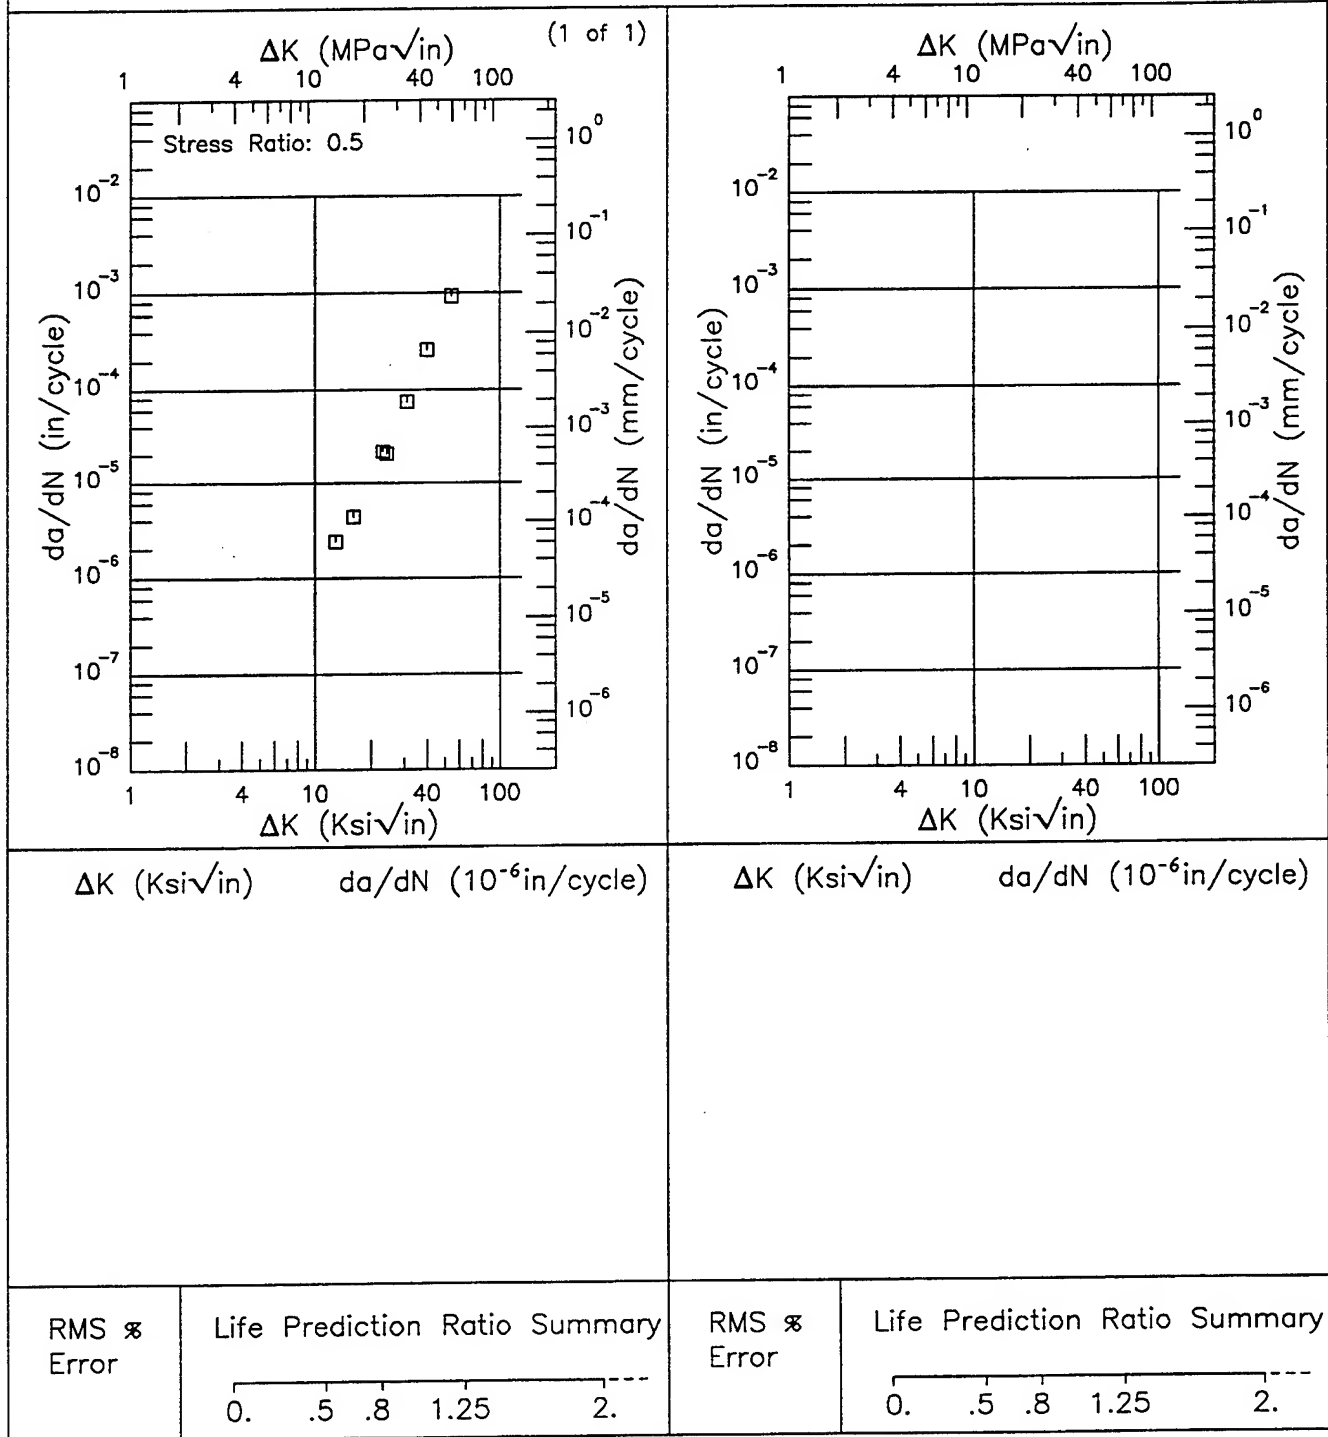 (1 of 1)
ΔK (MPa√in)
1 4 10 40 100
Stress Ratio: 0.5
da/dN (in/cycle)
10⁻²
10⁻³
10⁻⁴
10⁻⁵
10⁻⁶
10⁻⁷
10⁻⁸
10⁰
10⁻¹
10⁻²
10⁻³
10⁻⁴
10⁻⁵
10⁻⁶
da/dN (mm/cycle)
1 4 10 40 100
ΔK (Ksi√in)
ΔK (Ksi√in) da/dN (10⁻⁶in/cycle)
RMS %
Error
Life Prediction Ratio Summary
0. .5 .8 1.25 2.
ΔK (MPa√in)
1 4 10 40 100
da/dN (in/cycle)
10⁻²
10⁻³
10⁻⁴
10⁻⁵
10⁻⁶
10⁻⁷
10⁻⁸
10⁰
10⁻¹
10⁻²
10⁻³
10⁻⁴
10⁻⁵
10⁻⁶
da/dN (mm/cycle)
1 4 10 40 100
ΔK (Ksi√in)
ΔK (Ksi√in) da/dN (10⁻⁶in/cycle)
RMS %
Error
Life Prediction Ratio Summary
0. .5 .8 1.25 2.